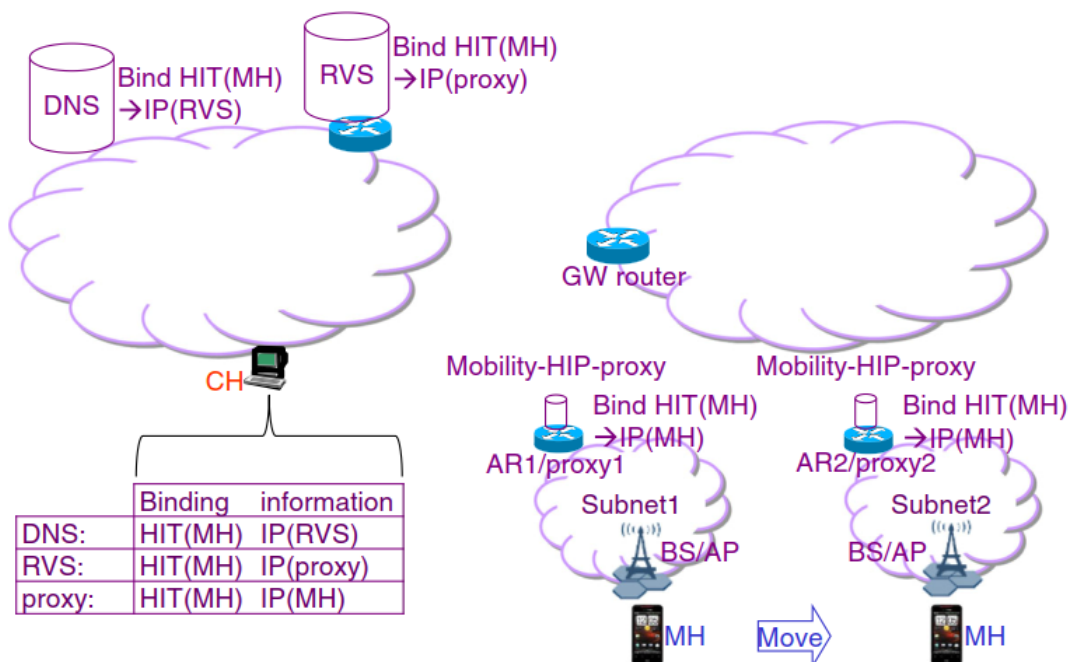 DNS
Bind HIT(MH)
→IP(RVS)
RVS
Bind HIT(MH)
→IP(proxy)
GW router
CH
Mobility-HIP-proxy
Mobility-HIP-proxy
Bind HIT(MH)
→IP(MH)
AR1/proxy1
Bind HIT(MH)
→IP(MH)
AR2/proxy2
Subnet1
BS/AP
Subnet2
BS/AP
Binding information
DNS: HIT(MH) IP(RVS)
RVS: HIT(MH) IP(proxy)
proxy: HIT(MH) IP(MH)
MH
Move
MH